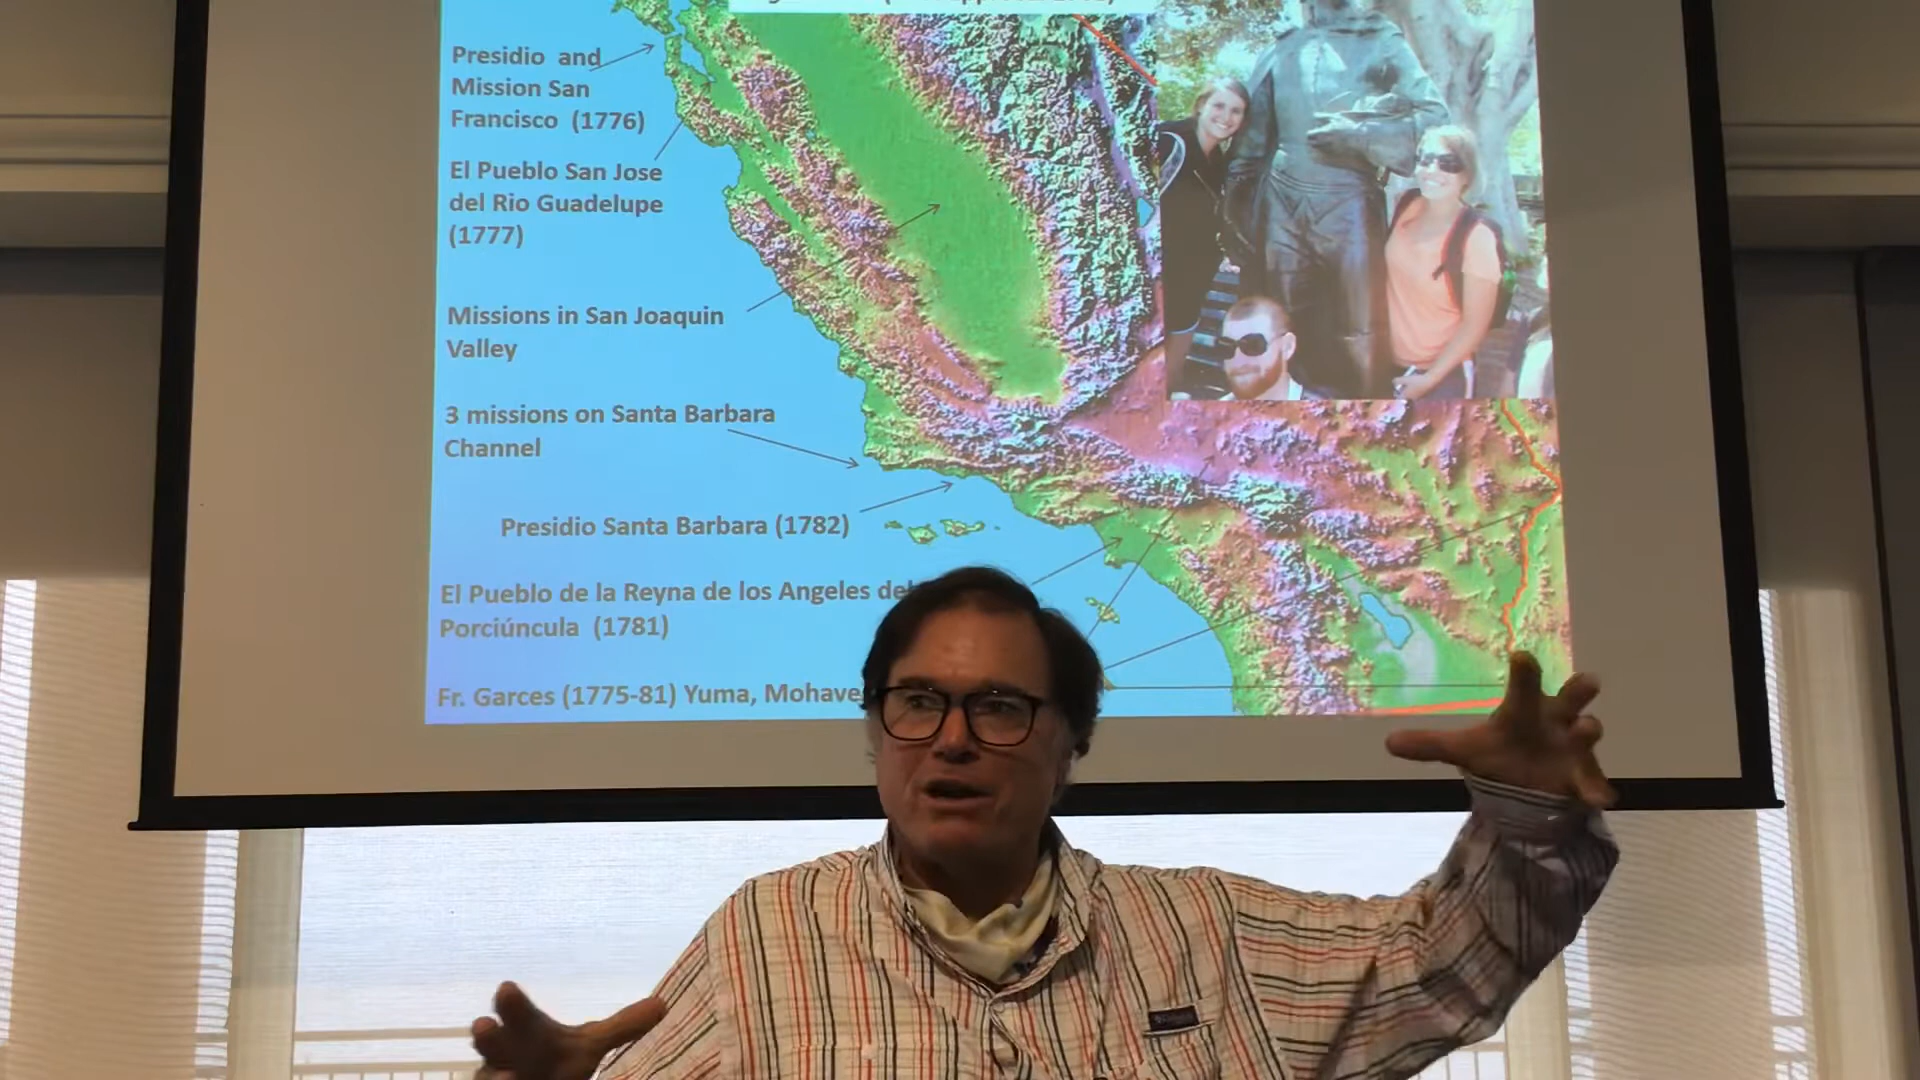 Presidio and
Mission San
Francisco (1776)
El Pueblo San Jose
del Rio Guadelupe
(1777)
Missions in San Joaquin
Valley
3 missions on Santa Barbara
Channel
Presidio Santa Barbara (1782)
El Pueblo de la Reyna de los Angeles del
Porciúncula (1781)
Fr. Garces (1775-81) Yuma, Mohave